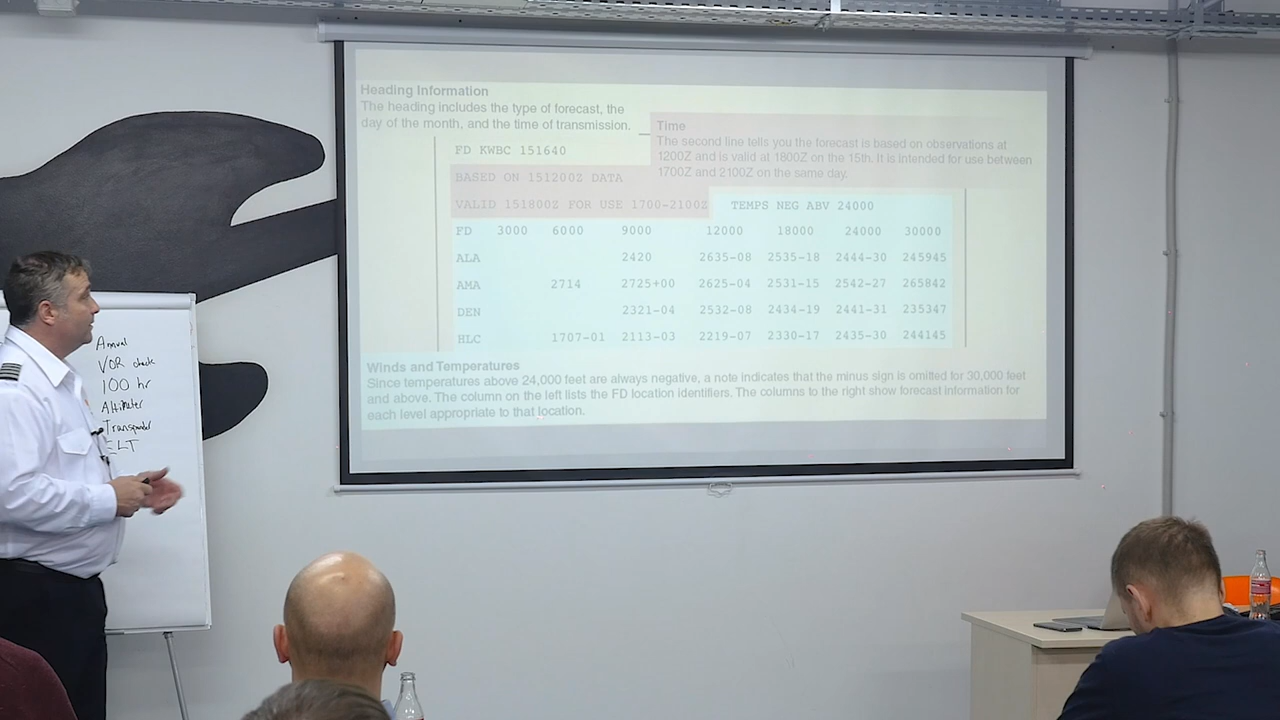 Heading Information
The heading includes the type of forecast, the
day of the month, and the time of transmission.
Time
The second line tells you the forecast is based on observations at
1200Z and is valid at 1800Z on the 15th. It is intended for use between
1700Z and 2100Z on the same day.
FD KWBC 151640
BASED ON 151200Z DATA
VALID 151800Z FOR USE 1700-2100Z TEMPS NEG ABV 24000
FD 3000 6000 9000 12000 18000 24000 30000
ALA 2420 2635-08 2535-18 2444-30 245945
AMA 2714 2725+00 2625-04 2531-15 2542-27 265842
DEN 2321-04 2532-08 2434-19 2441-31 235347
HLC 1707-01 2113-03 2219-07 2330-17 2435-30 244145
Winds and Temperatures
Since temperatures above 24,000 feet are always negative, a note indicates that the minus sign is omitted for 30,000 feet
and above. The column on the left lists the FD location identifiers. The columns to the right show forecast information for
each level appropriate to that location.
Annual
VOR check
100 hr
Altimeter
Transponder
ELT